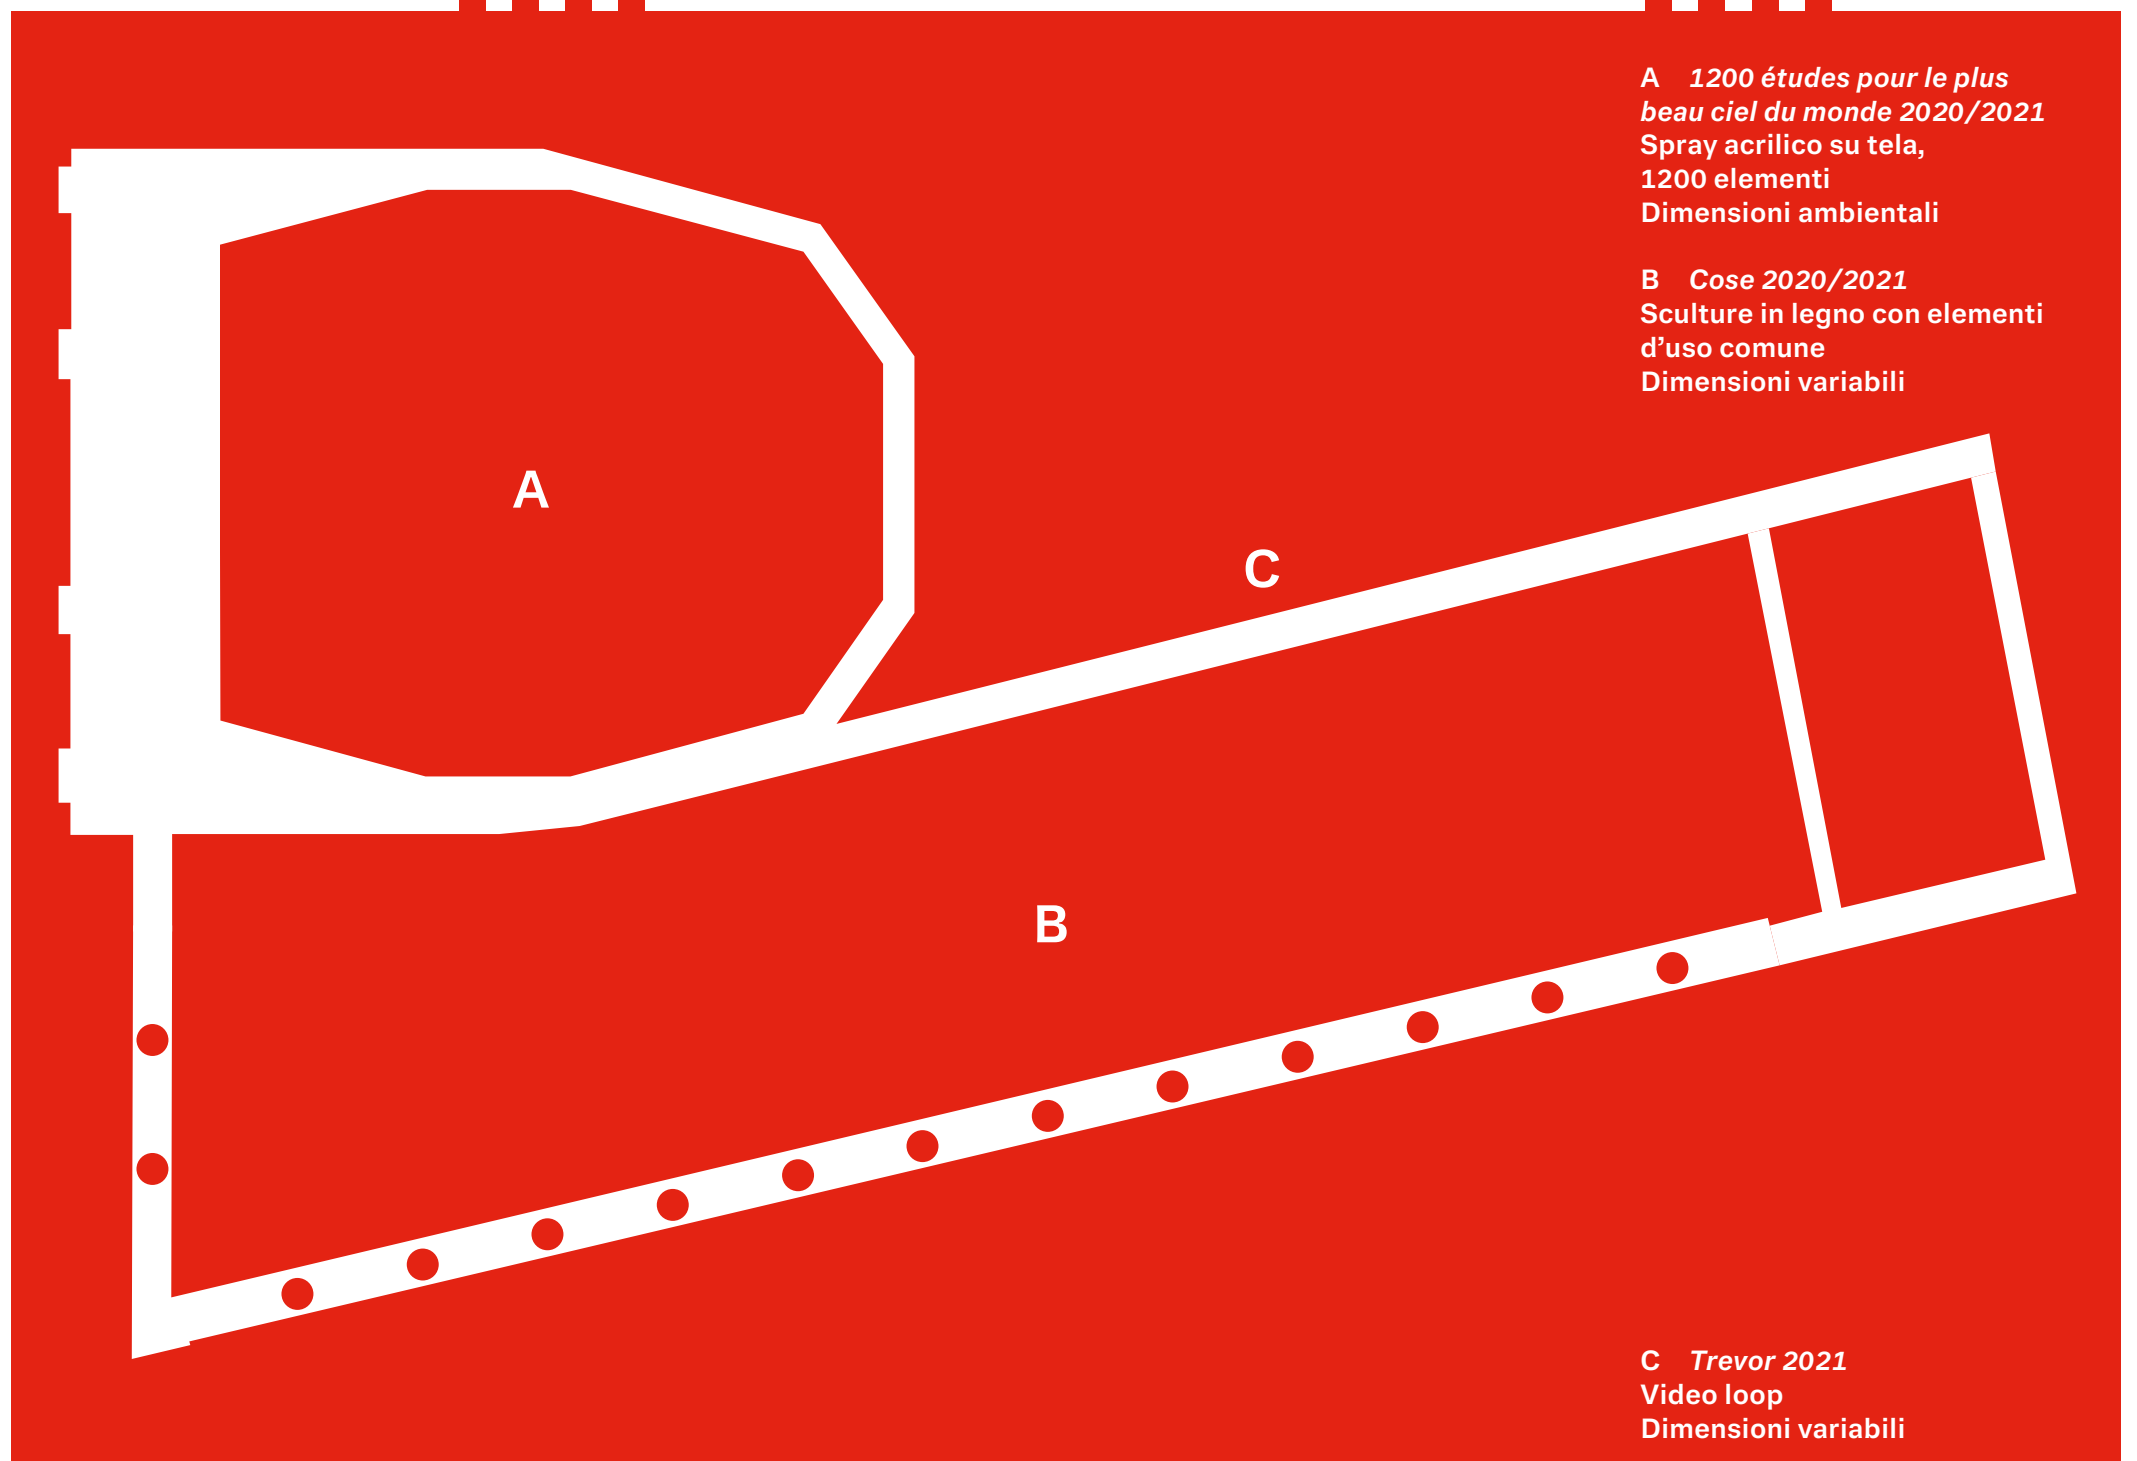 A 1200 études pour le plus
beau ciel du monde 2020/2021
Spray acrilico su tela,
1200 elementi
Dimensioni ambientali
B Cose 2020/2021
Sculture in legno con elementi
d’uso comune
Dimensioni variabili
A
C
B
C Trevor 2021
Video loop
Dimensioni variabili